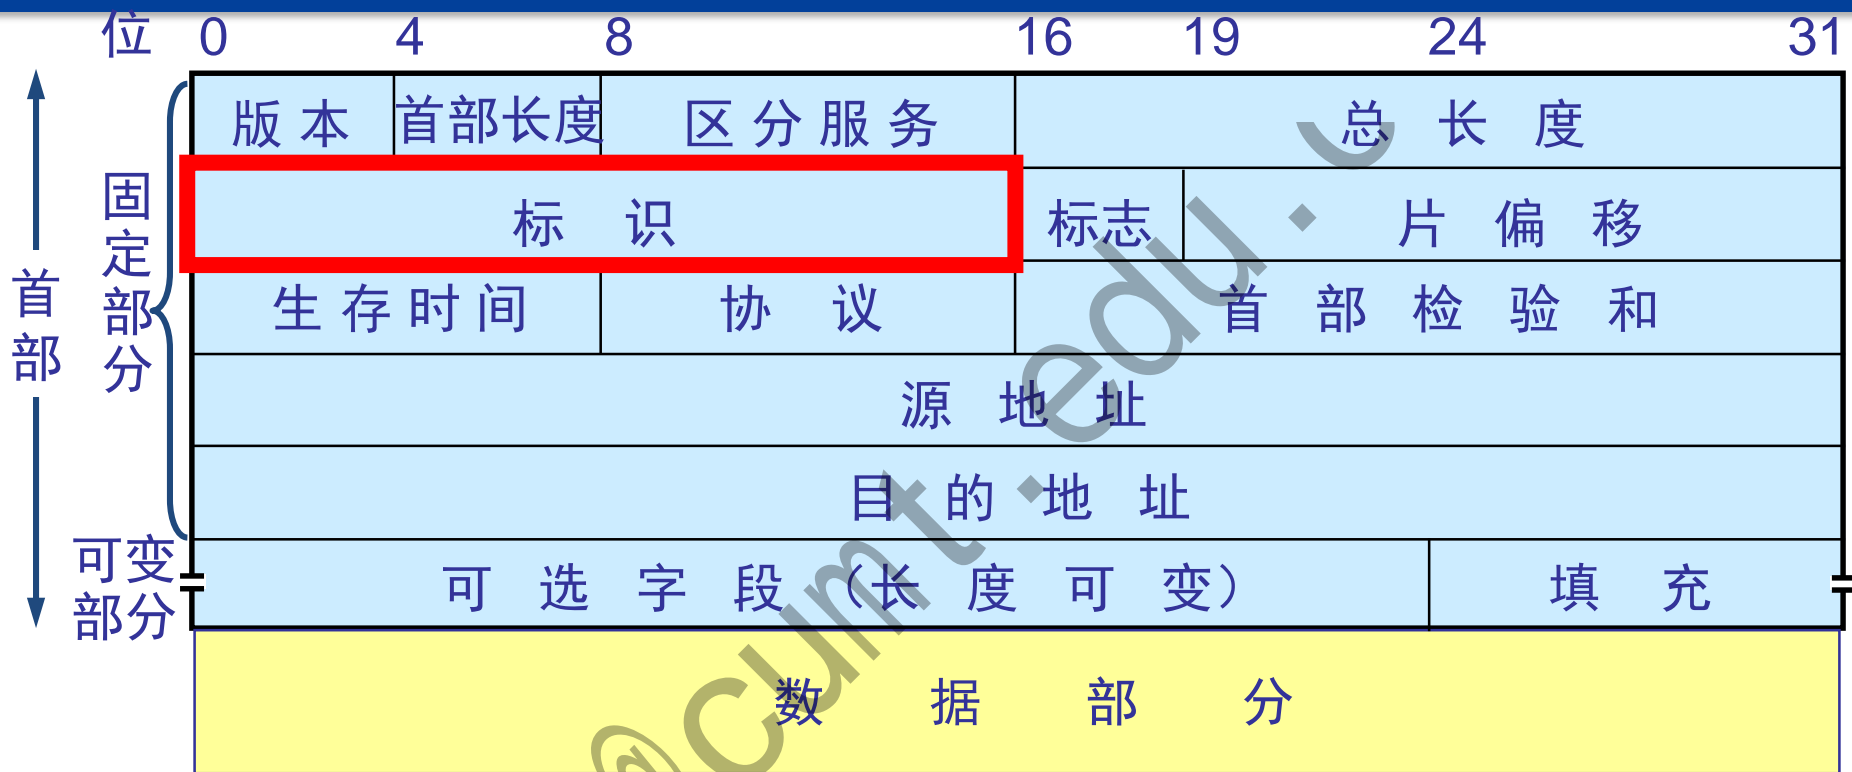 位 0 4 8 16 19 24 31
版本 首部长度 区分服务 总长度
标识 标志 片偏移
生存时间 协议 首部检验和
源地址
目的地址
可选字段（长度可变） 填充
数据部分
首部
固定部分
可变
部分
@cumt.edu.c